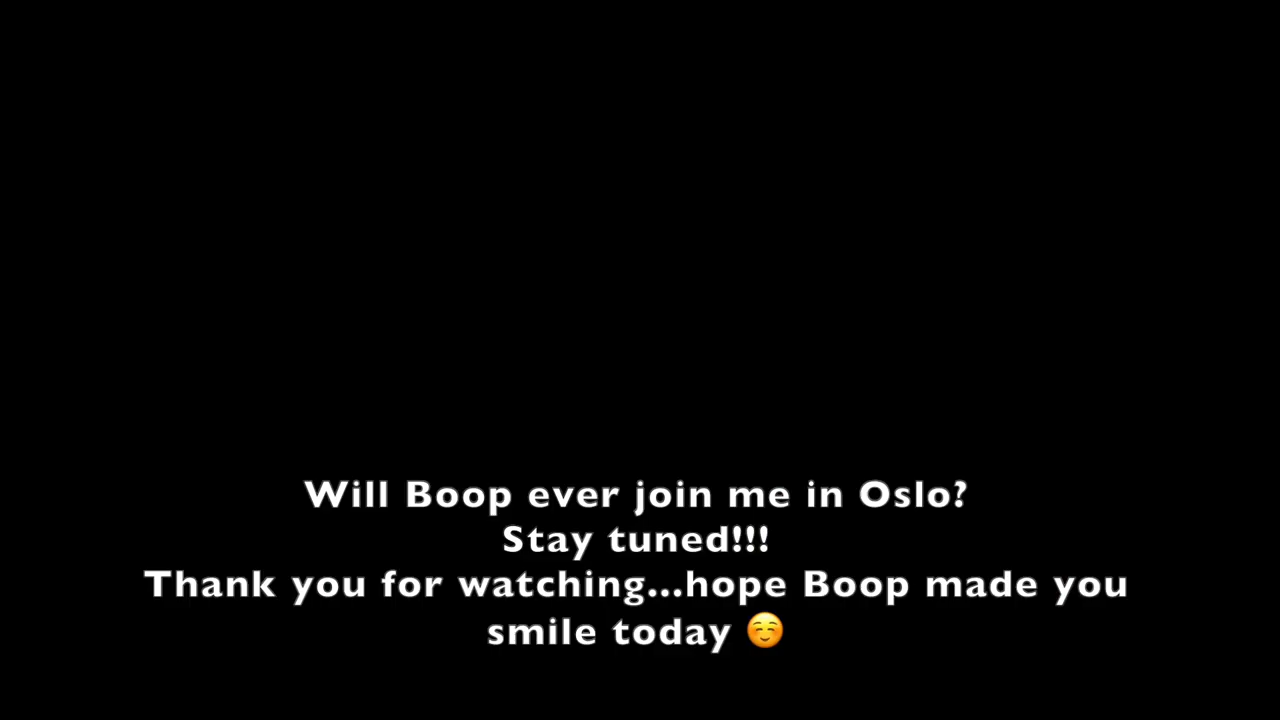 Will Boop ever join me in Oslo?
Stay tuned!!!
Thank you for watching...hope Boop made you
smile today ☺️